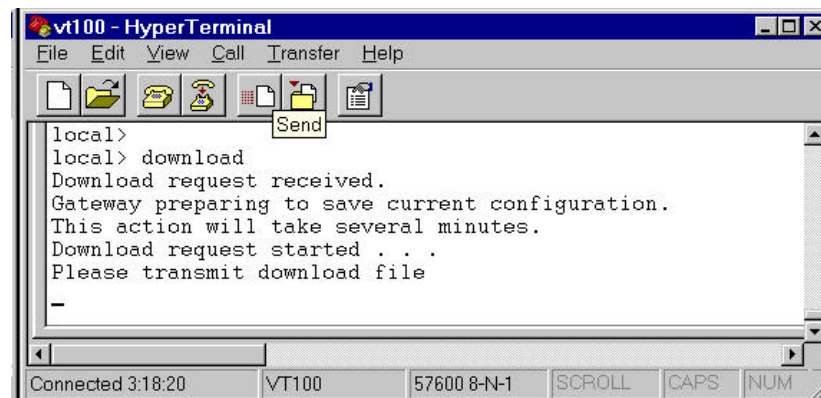 vt100 - HyperTerminal
File Edit View Call Transfer Help
Send
local>
local> download
Download request received.
Gateway preparing to save current configuration.
This action will take several minutes.
Download request started . . .
Please transmit download file
Connected 3:18:20 VT100 57600 8-N-1 SCROLL CAPS NUM